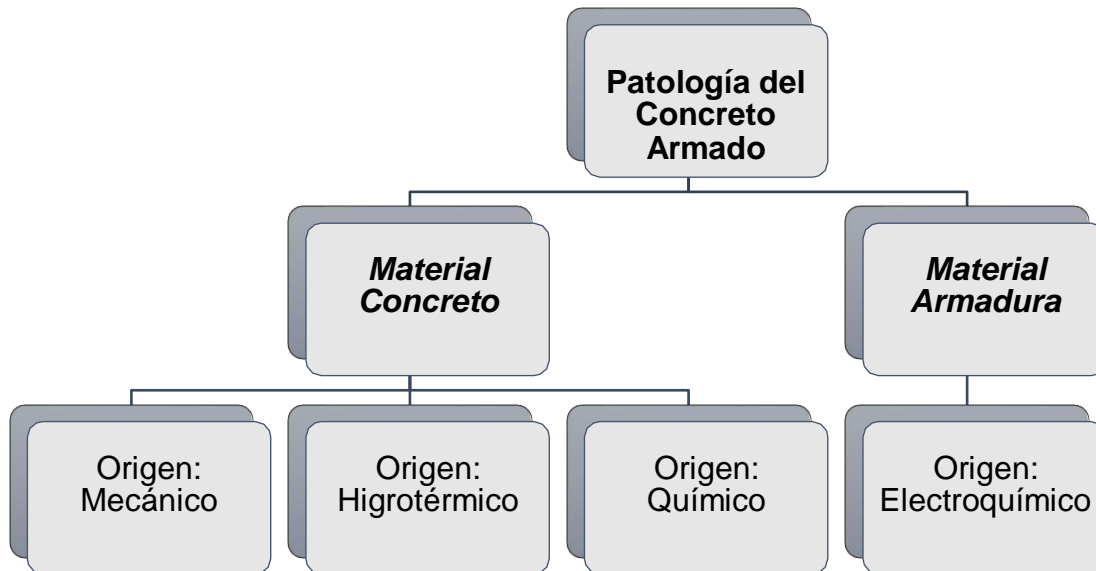 Patología del
Concreto
Armado
Material
Concreto
Material
Armadura
Origen:
Mecánico
Origen:
Higrotérmico
Origen:
Químico
Origen:
Electroquímico